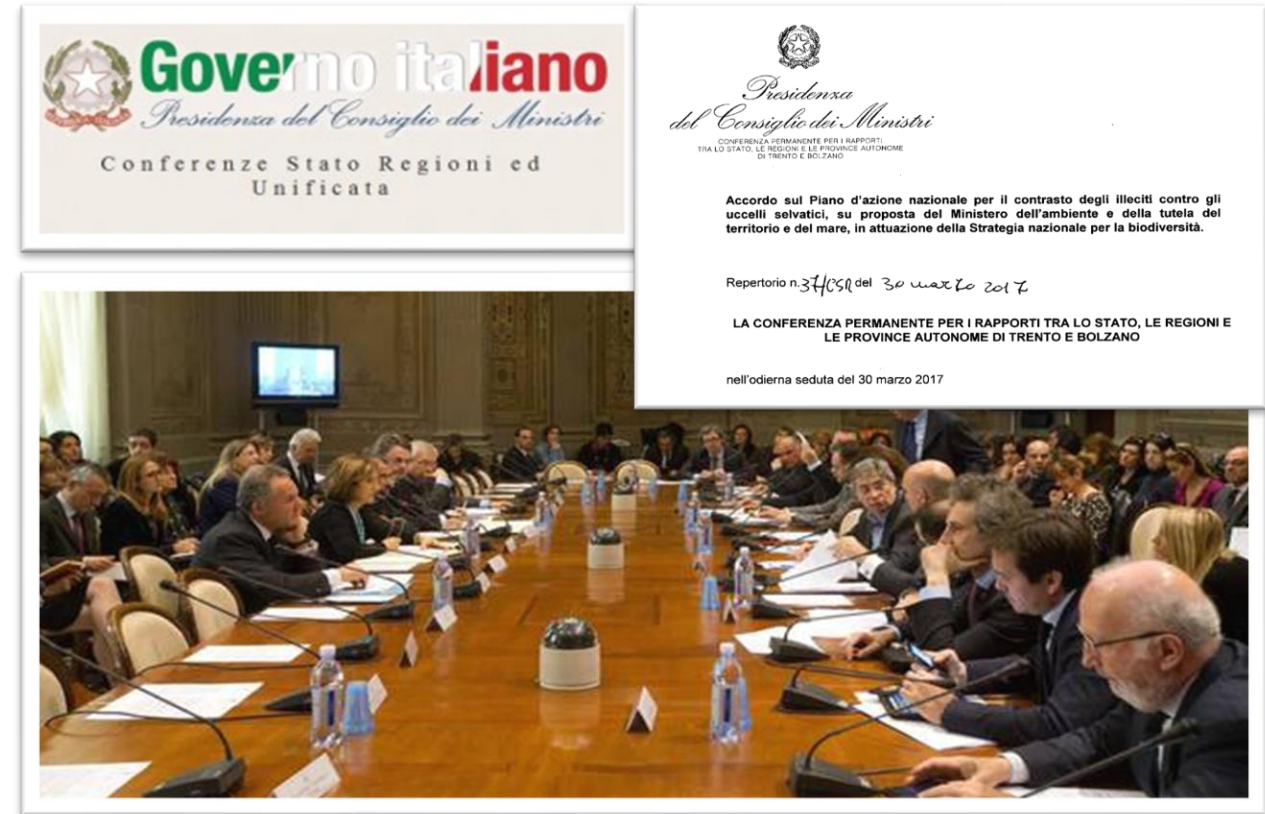 Governo italiano
Presidenza del Consiglio dei Ministri
Conferenze Stato Regioni ed
Unificata
Presidenza
del Consiglio dei Ministri
CONFERENZA PERMANENTE PER I RAPPORTI
TRA LO STATO, LE REGIONI E LE PROVINCE AUTONOME
DI TRENTO E BOLZANO
Accordo sul Piano d'azione nazionale per il contrasto degli illeciti contro gli
uccelli selvatici, su proposta del Ministero dell'ambiente e della tutela del
territorio e del mare, in attuazione della Strategia nazionale per la biodiversità.
Repertorio n.37/CSR del 30 marzo 2017
LA CONFERENZA PERMANENTE PER I RAPPORTI TRA LO STATO, LE REGIONI E
LE PROVINCE AUTONOME DI TRENTO E BOLZANO
nell'odierna seduta del 30 marzo 2017